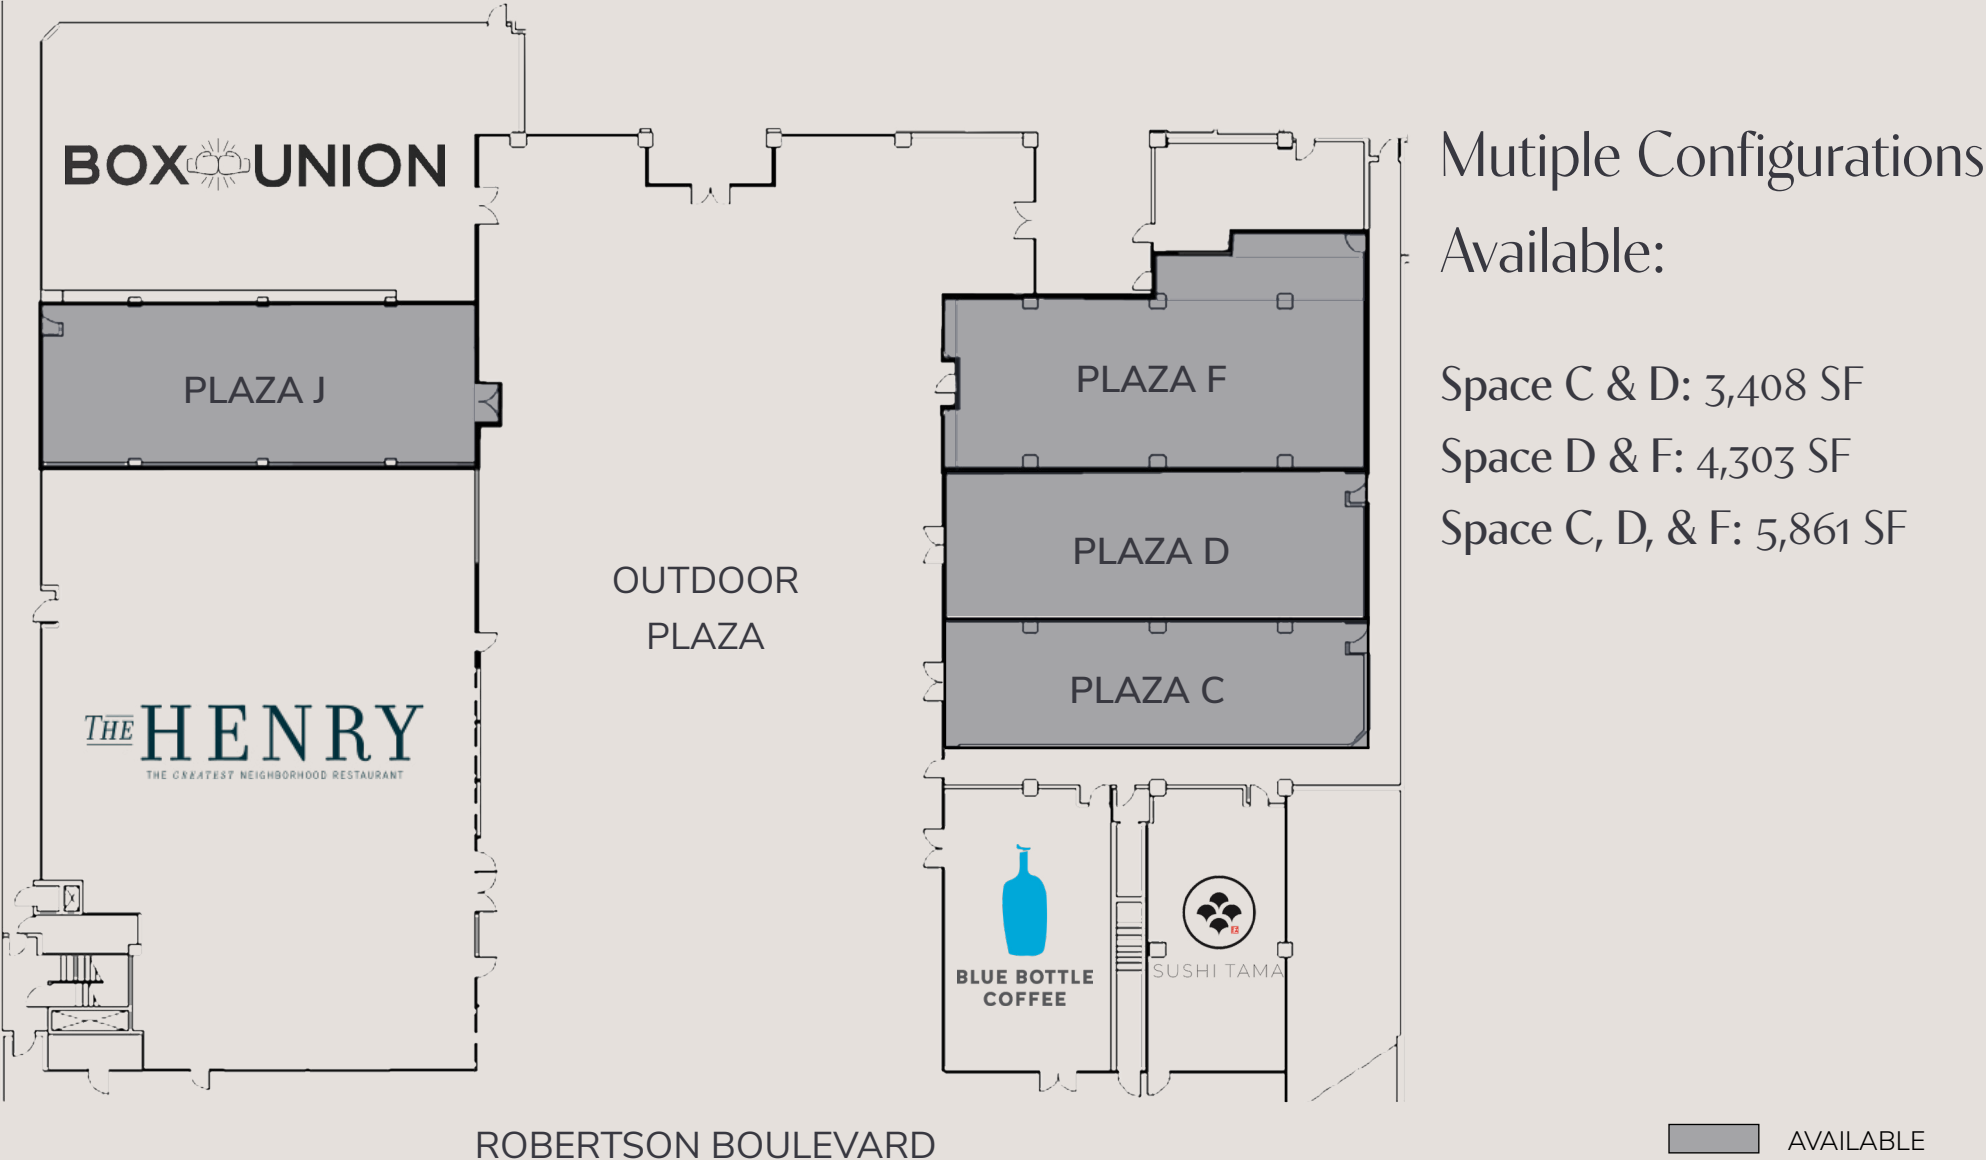 BOX UNION
PLAZA J
THE HENRY
THE GREATEST NEIGHBORHOOD RESTAURANT
OUTDOOR
PLAZA
PLAZA F
PLAZA D
PLAZA C
BLUE BOTTLE
COFFEE
SUSHI TAMA
ROBERTSON BOULEVARD
Mutiple Configurations
Available:
Space C & D: 3,408 SF
Space D & F: 4,303 SF
Space C, D, & F: 5,861 SF
AVAILABLE